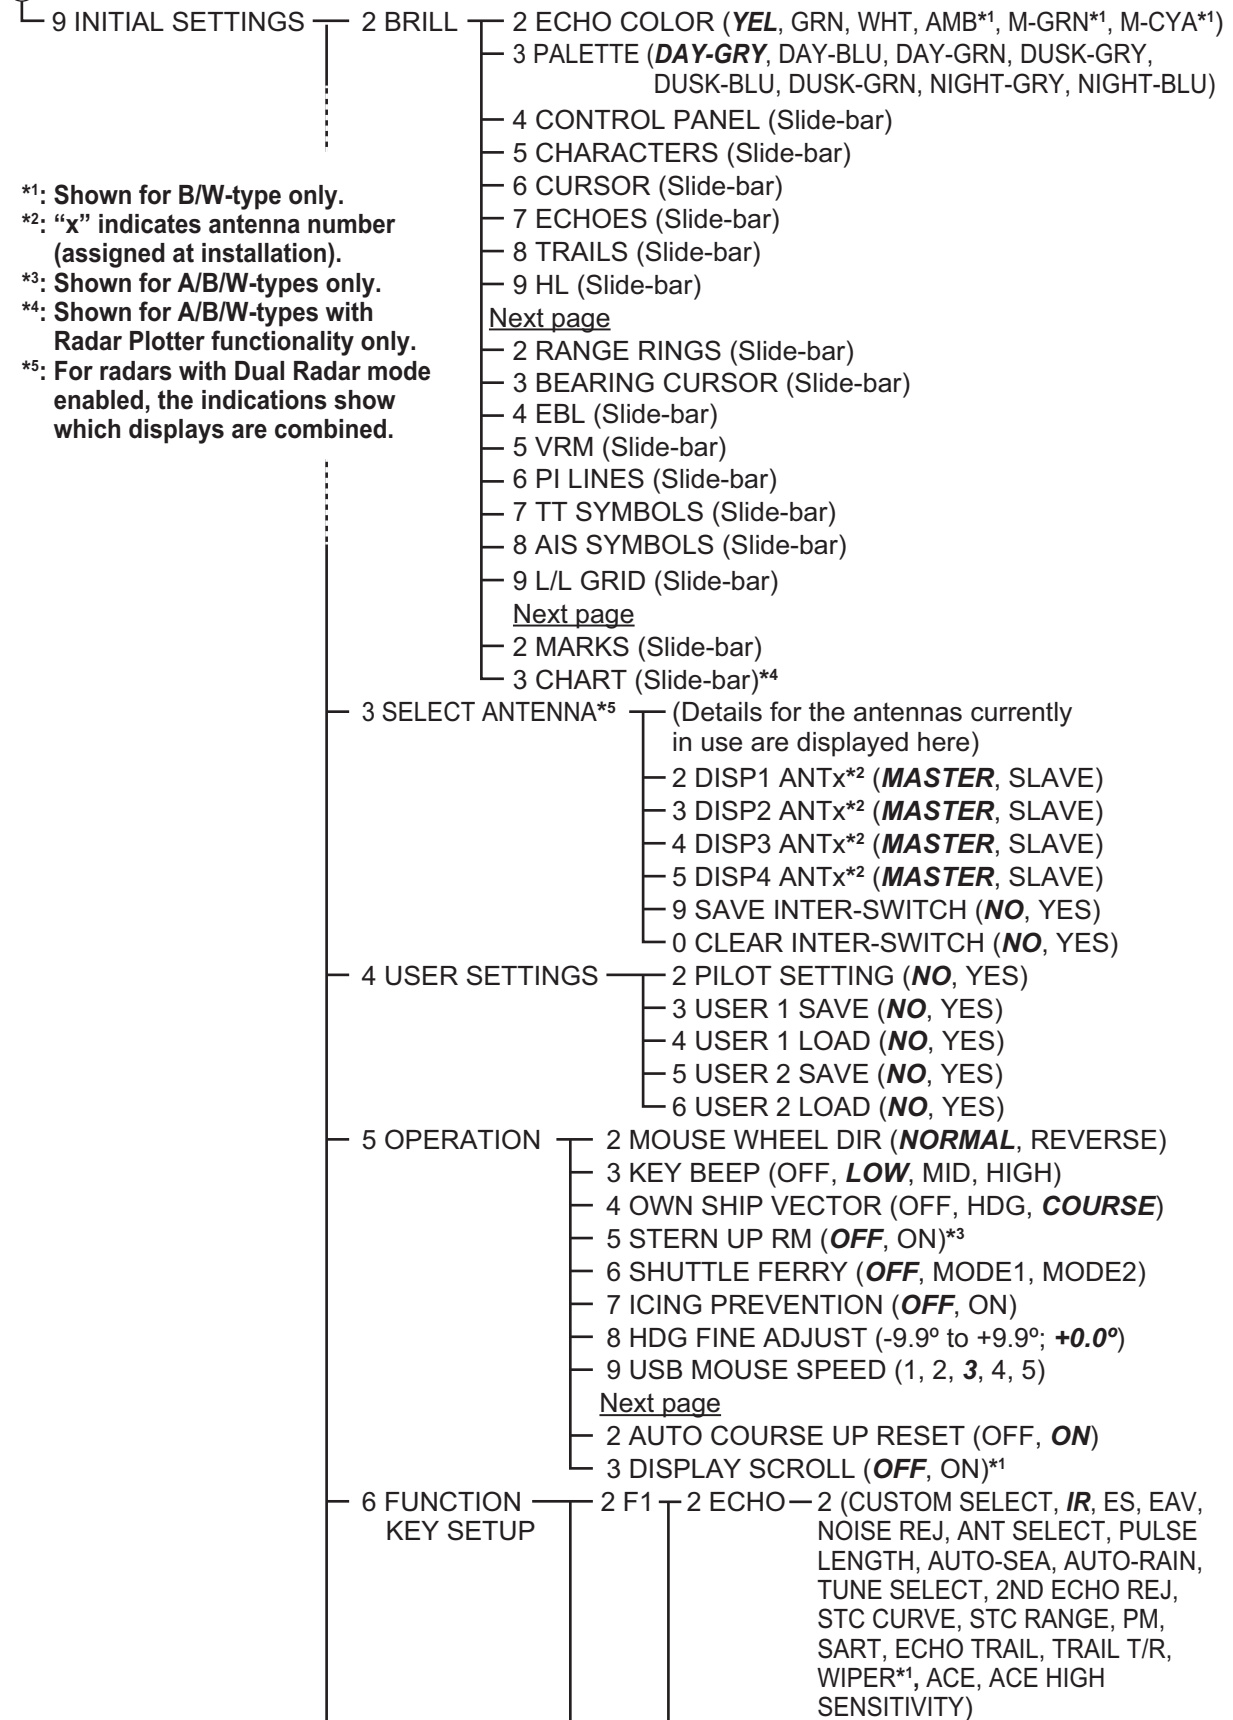 9 INITIAL SETTINGS
2 BRILL
2 ECHO COLOR (YEL, GRN, WHT, AMB*1, M-GRN*1, M-CYA*1)
3 PALETTE (DAY-GRY, DAY-BLU, DAY-GRN, DUSK-GRY,
DUSK-BLU, DUSK-GRN, NIGHT-GRY, NIGHT-BLU)
4 CONTROL PANEL (Slide-bar)
5 CHARACTERS (Slide-bar)
6 CURSOR (Slide-bar)
7 ECHOES (Slide-bar)
8 TRAILS (Slide-bar)
9 HL (Slide-bar)
Next page
2 RANGE RINGS (Slide-bar)
3 BEARING CURSOR (Slide-bar)
4 EBL (Slide-bar)
5 VRM (Slide-bar)
6 PI LINES (Slide-bar)
7 TT SYMBOLS (Slide-bar)
8 AIS SYMBOLS (Slide-bar)
9 L/L GRID (Slide-bar)
Next page
2 MARKS (Slide-bar)
3 CHART (Slide-bar)*4
*1: Shown for B/W-type only.
*2: “x” indicates antenna number
(assigned at installation).
*3: Shown for A/B/W-types only.
*4: Shown for A/B/W-types with
Radar Plotter functionality only.
*5: For radars with Dual Radar mode
enabled, the indications show
which displays are combined.
3 SELECT ANTENNA*5
(Details for the antennas currently
in use are displayed here)
2 DISP1 ANTx*2 (MASTER, SLAVE)
3 DISP2 ANTx*2 (MASTER, SLAVE)
4 DISP3 ANTx*2 (MASTER, SLAVE)
5 DISP4 ANTx*2 (MASTER, SLAVE)
9 SAVE INTER-SWITCH (NO, YES)
0 CLEAR INTER-SWITCH (NO, YES)
4 USER SETTINGS
2 PILOT SETTING (NO, YES)
3 USER 1 SAVE (NO, YES)
4 USER 1 LOAD (NO, YES)
5 USER 2 SAVE (NO, YES)
6 USER 2 LOAD (NO, YES)
5 OPERATION
2 MOUSE WHEEL DIR (NORMAL, REVERSE)
3 KEY BEEP (OFF, LOW, MID, HIGH)
4 OWN SHIP VECTOR (OFF, HDG, COURSE)
5 STERN UP RM (OFF, ON)*3
6 SHUTTLE FERRY (OFF, MODE1, MODE2)
7 ICING PREVENTION (OFF, ON)
8 HDG FINE ADJUST (-9.9º to +9.9º; +0.0º)
9 USB MOUSE SPEED (1, 2, 3, 4, 5)
Next page
2 AUTO COURSE UP RESET (OFF, ON)
3 DISPLAY SCROLL (OFF, ON)*1
6 FUNCTION
KEY SETUP
2 F1
2 ECHO
2 (CUSTOM SELECT, IR, ES, EAV,
NOISE REJ, ANT SELECT, PULSE
LENGTH, AUTO-SEA, AUTO-RAIN,
TUNE SELECT, 2ND ECHO REJ,
STC CURVE, STC RANGE, PM,
SART, ECHO TRAIL, TRAIL T/R,
WIPER*1, ACE, ACE HIGH
SENSITIVITY)